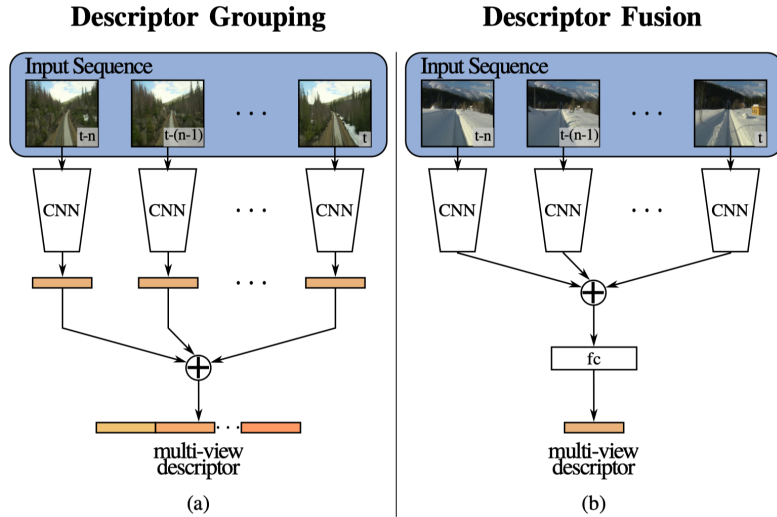 Descriptor Grouping
Input Sequence
t-n
t-(n-1)
. . .
t
CNN
CNN
. . .
CNN
. . .
. . .
multi-view
descriptor
(a)
Descriptor Fusion
Input Sequence
t-n
t-(n-1)
. . .
t
CNN
CNN
. . .
CNN
fc
multi-view
descriptor
(b)